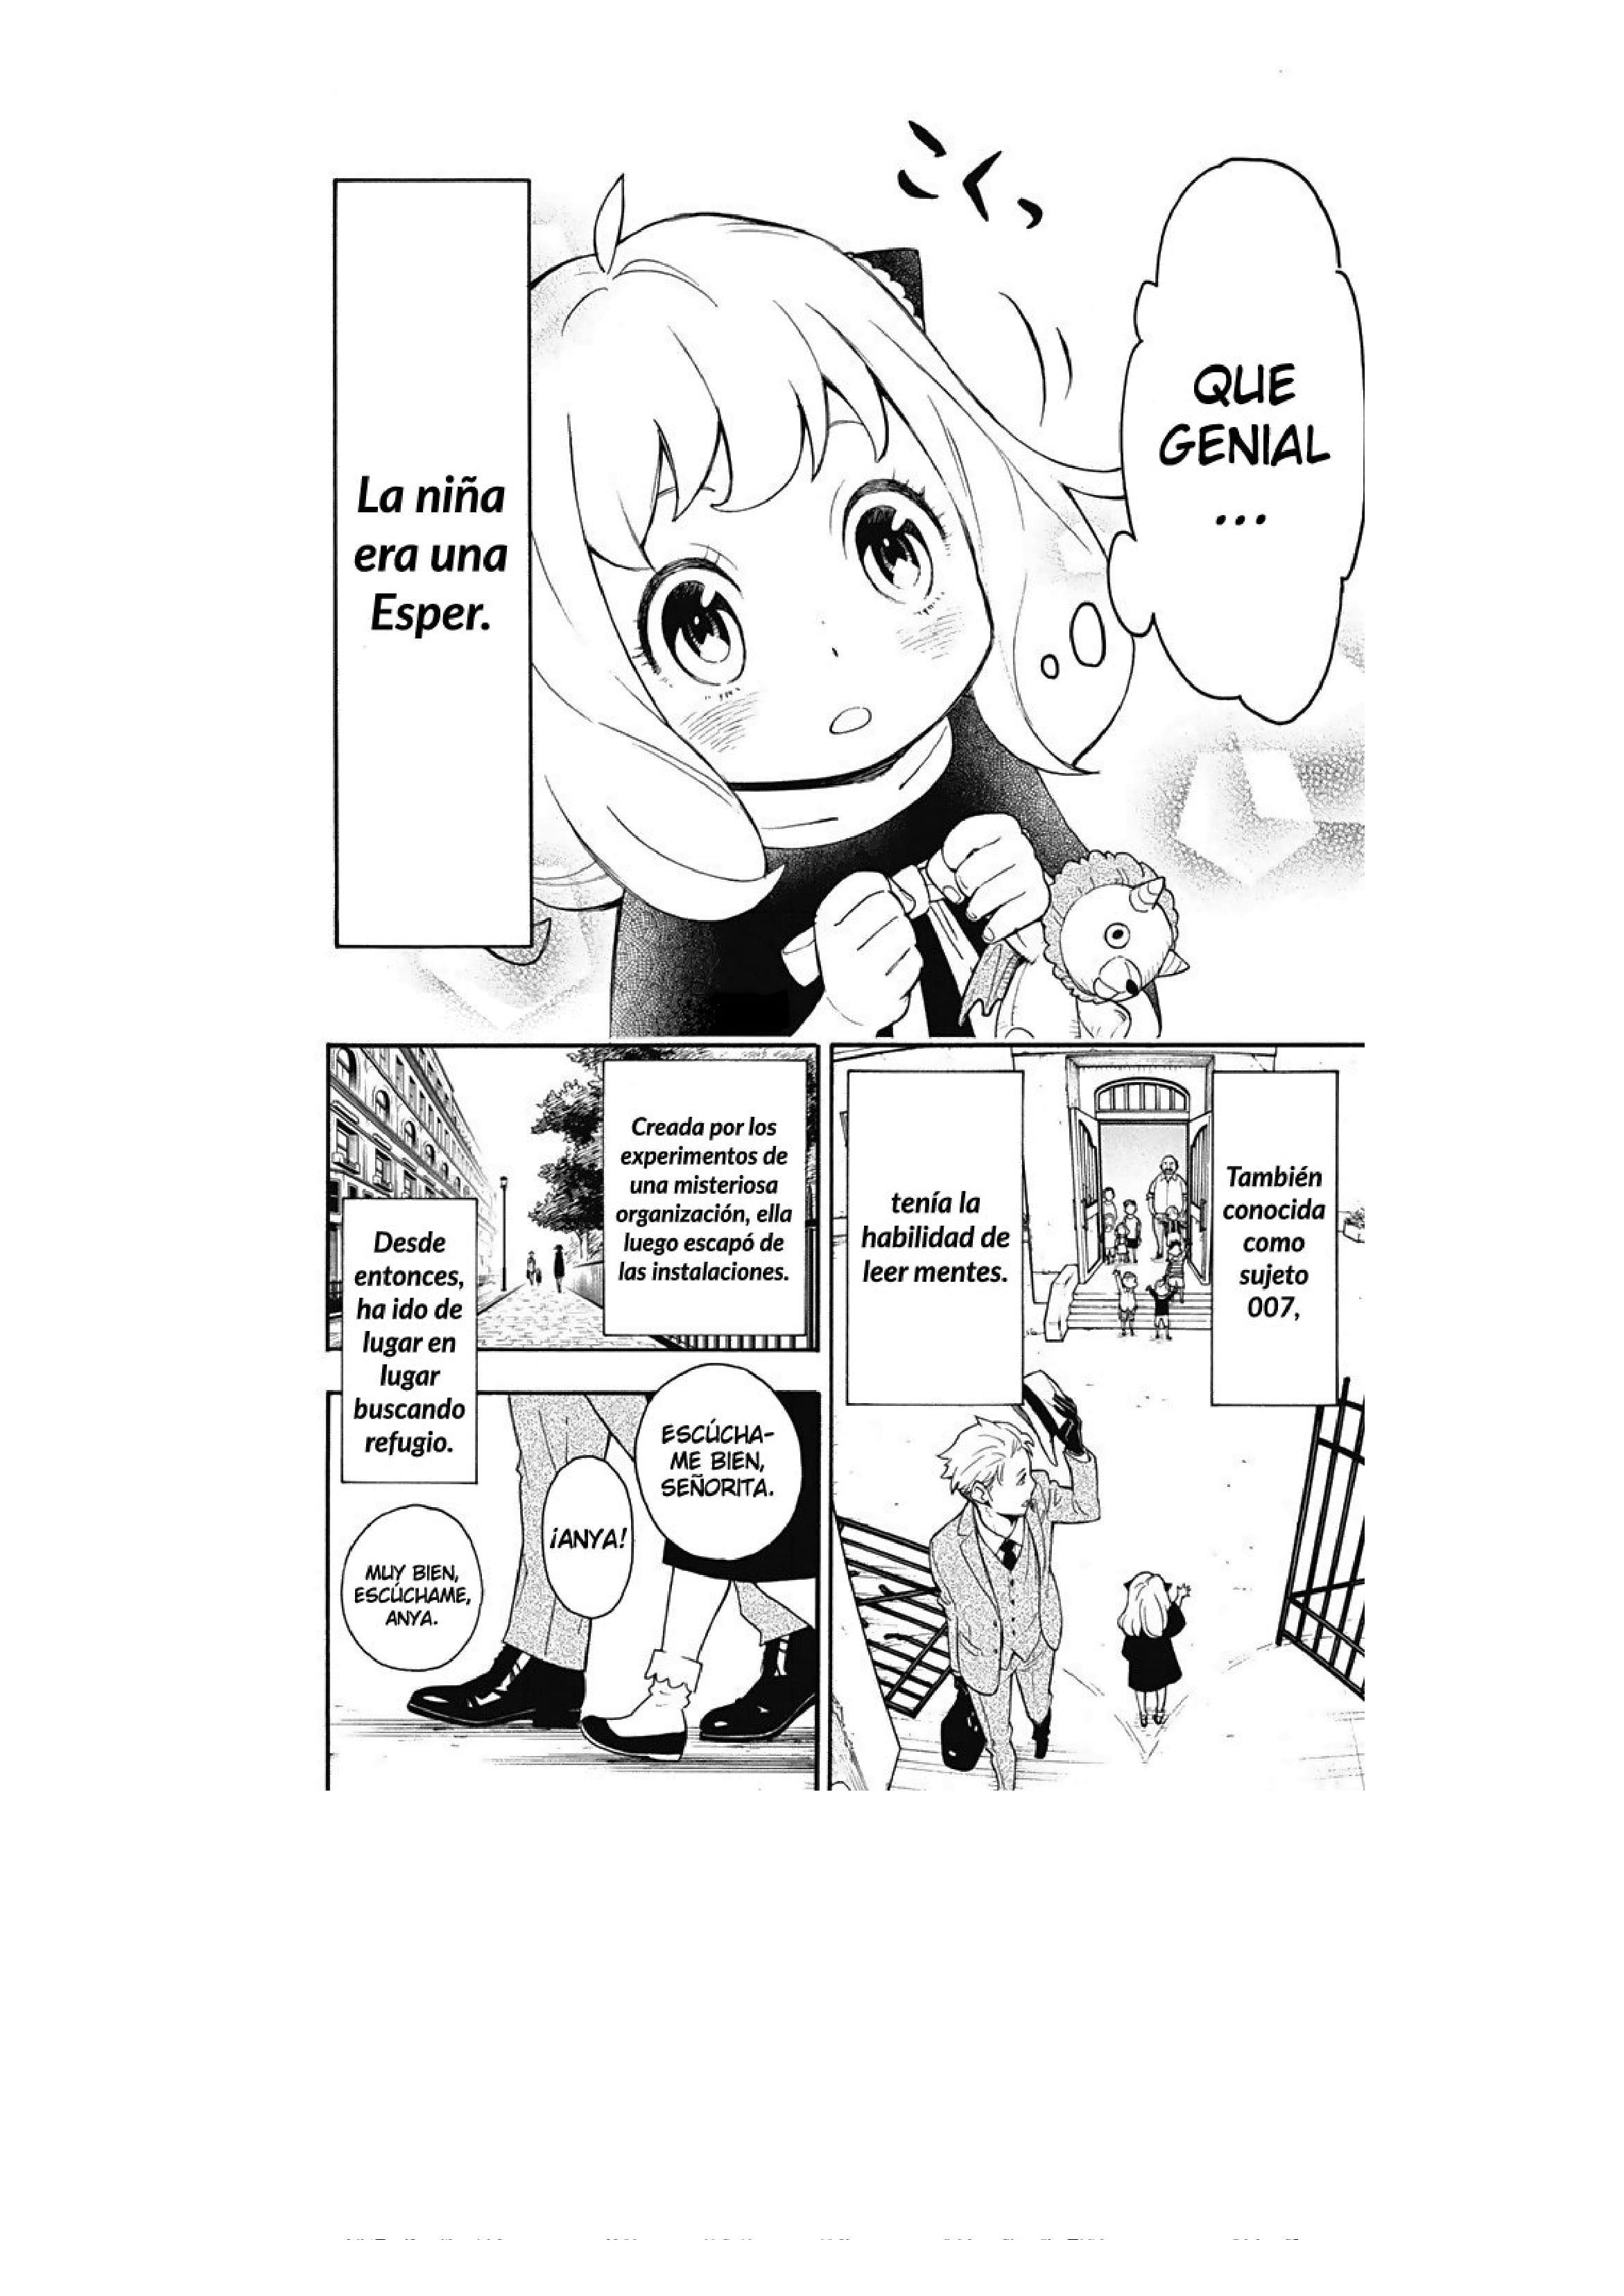 こくっ
QUE
GENIAL
...
La niña
era una
Esper.
También
conocida
como
sujeto
007,
tenía la
habilidad de
leer mentes.
Creada por los
experimentos de
una misteriosa
organización, ella
luego escapó de
las instalaciones.
Desde
entonces,
ha ido de
lugar en
lugar
buscando
refugio.
ESCÚCHA-
ME BIEN,
SEÑORITA.
¡ANYA!
MUY BIEN,
ESCÚCHAME,
ANYA.